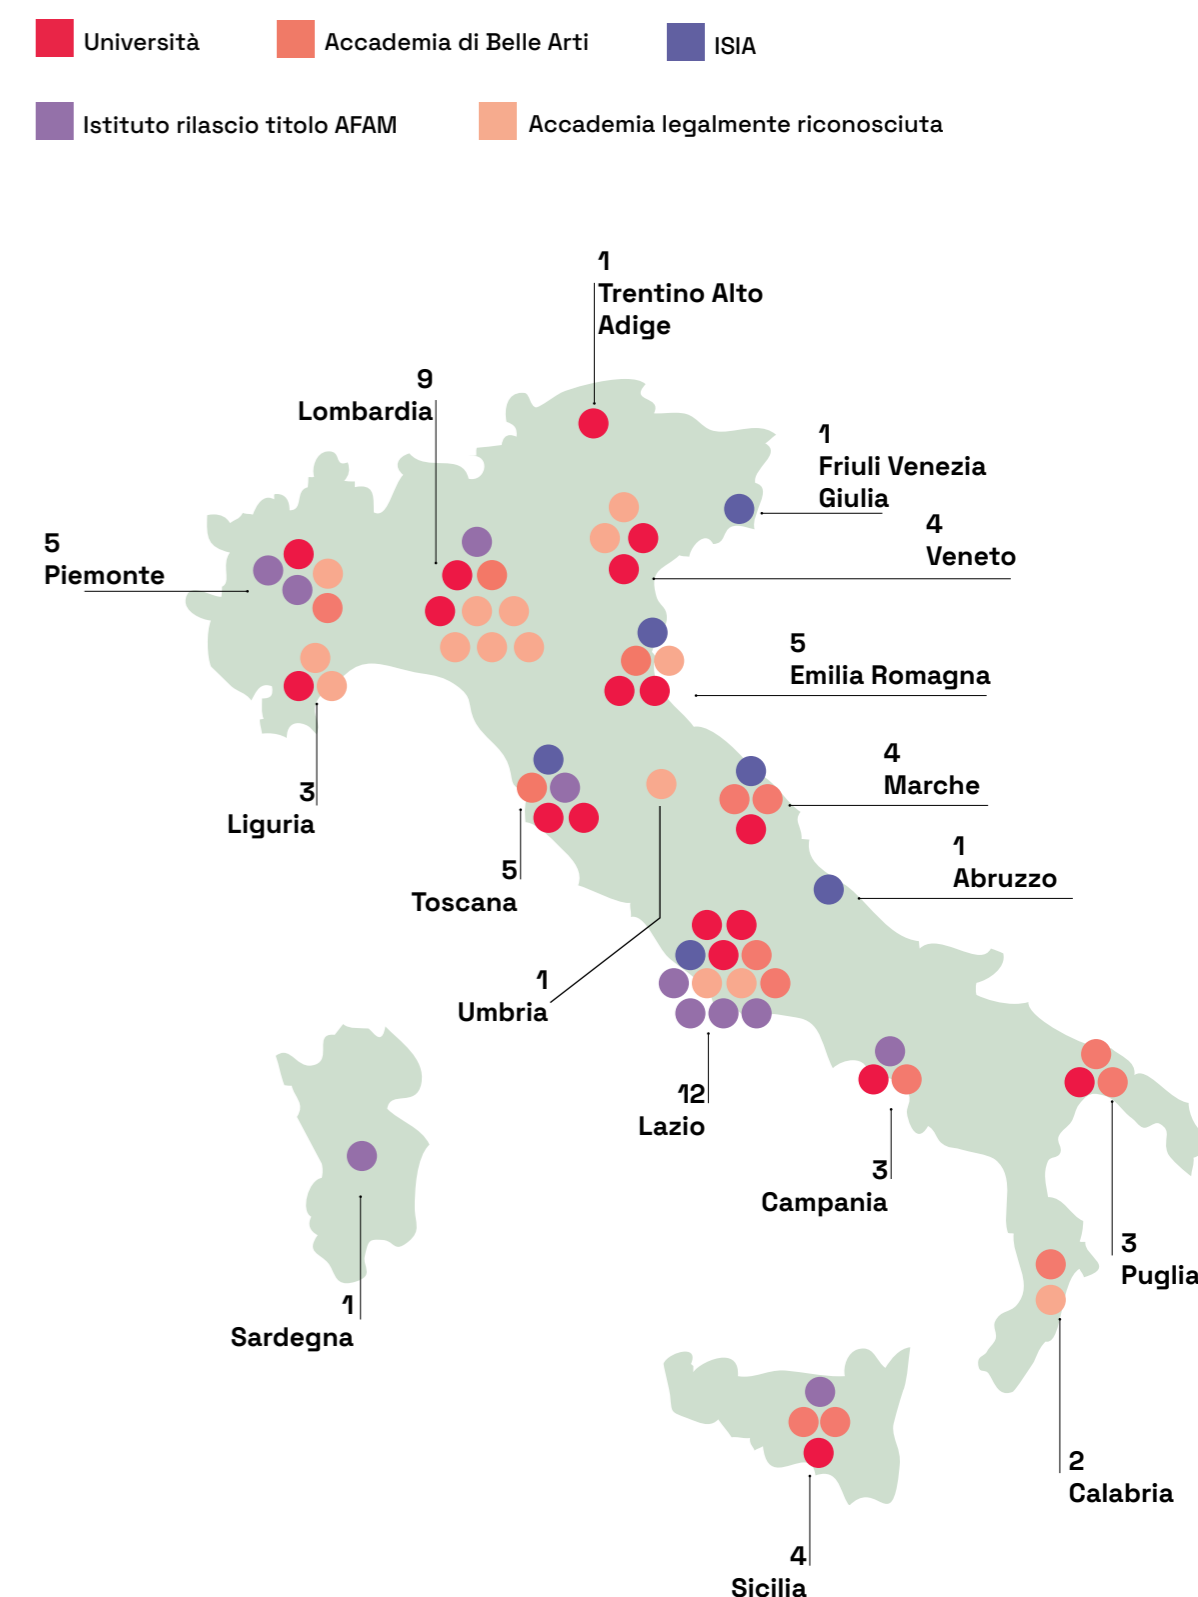 Università
Accademia di Belle Arti
ISIA
Istituto rilascio titolo AFAM
Accademia legalmente riconosciuta
1
Trentino Alto
Adige
9
Lombardia
1
Friuli Venezia
Giulia
4
Veneto
5
Piemonte
5
Emilia Romagna
4
Marche
3
Liguria
1
Abruzzo
5
Toscana
1
Umbria
12
Lazio
3
Campania
3
Puglia
1
Sardegna
2
Calabria
4
Sicilia